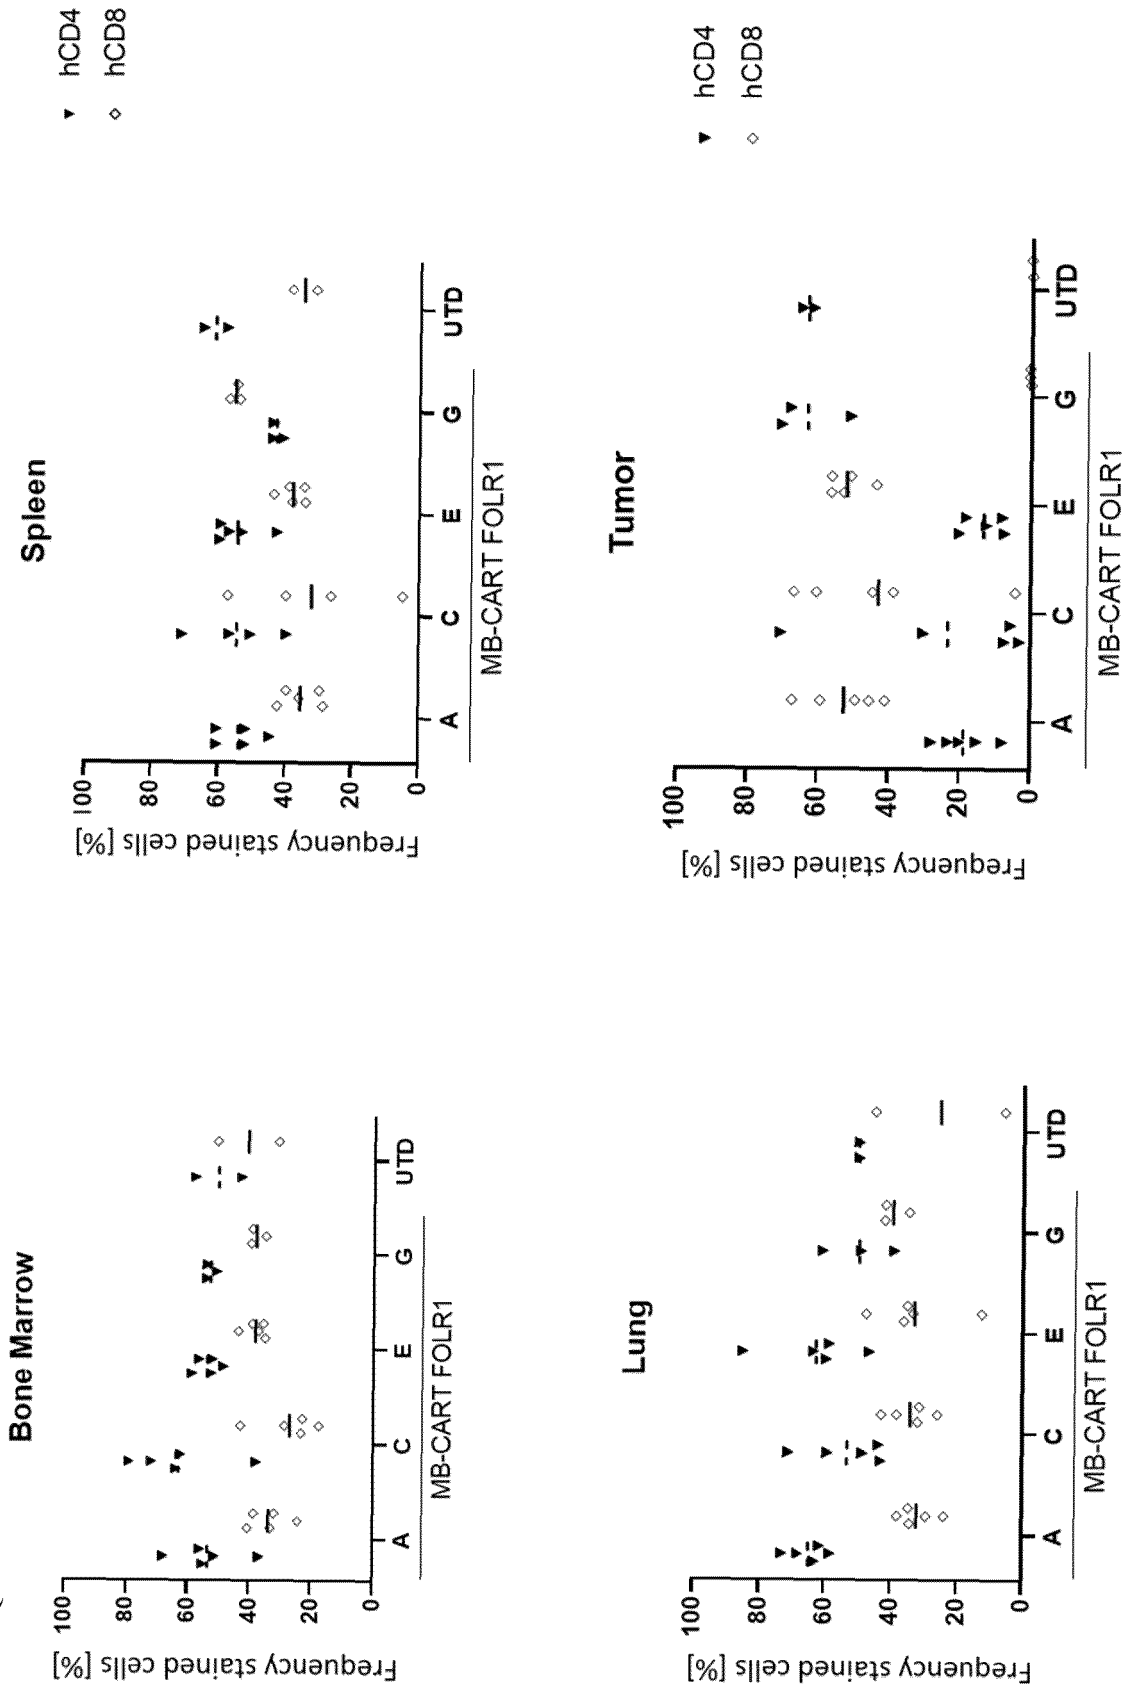 Bone Marrow
Frequency stained cells [%]
100
80
60
40
20
0
A
C
E
G
UTD
MB-CART FOLR1
Spleen
hCD4
hCD8
Frequency stained cells [%]
100
80
60
40
20
0
A
C
E
G
UTD
MB-CART FOLR1
Lung
Frequency stained cells [%]
100
80
60
40
20
0
A
C
E
G
UTD
MB-CART FOLR1
Tumor
hCD4
hCD8
Frequency stained cells [%]
100
80
60
40
20
0
A
C
E
G
UTD
MB-CART FOLR1